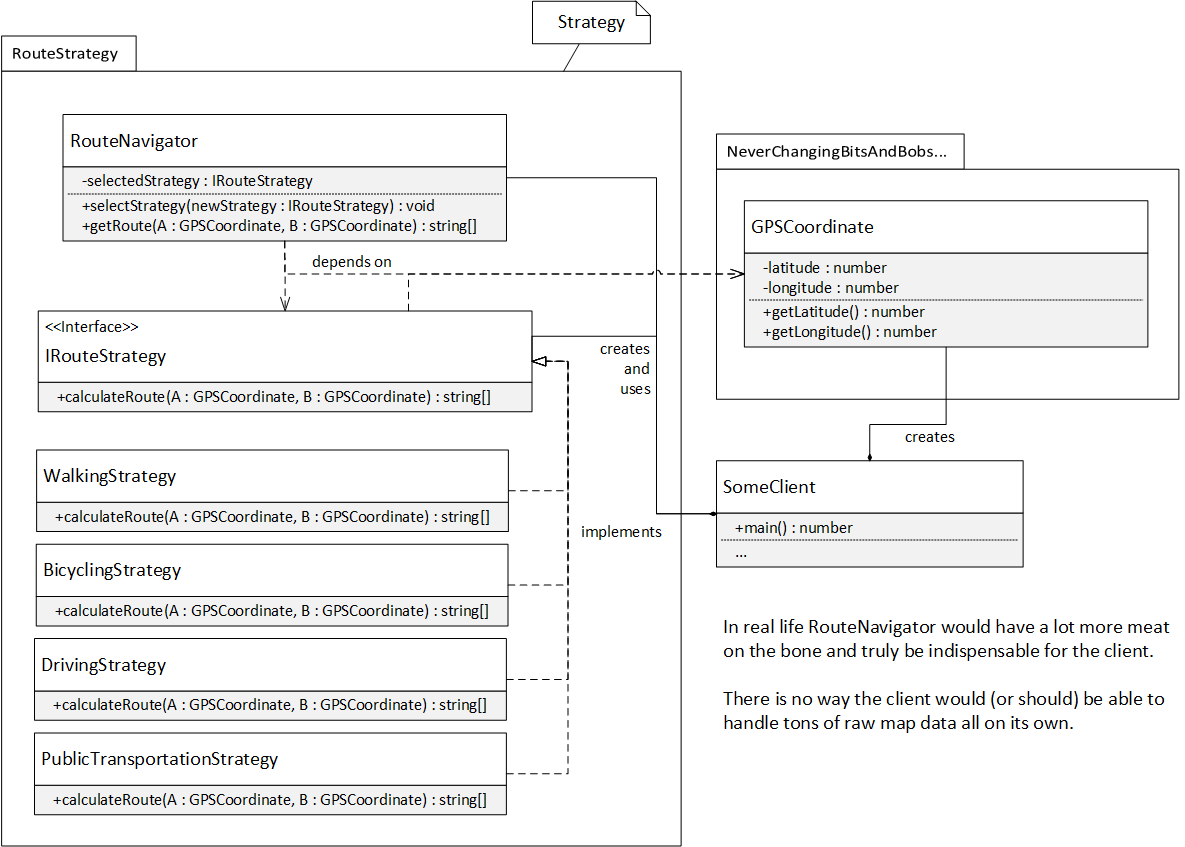 Strategy
RouteStrategy
RouteNavigator
-selectedStrategy : IRouteStrategy
+selectStrategy(newStrategy : IRouteStrategy) : void
+getRoute(A : GPSCoordinate, B : GPSCoordinate) : string[]
depends on
<<Interface>>
IRouteStrategy
+calculateRoute(A : GPSCoordinate, B : GPSCoordinate) : string[]
creates
and
uses
WalkingStrategy
+calculateRoute(A : GPSCoordinate, B : GPSCoordinate) : string[]
implements
BicyclingStrategy
+calculateRoute(A : GPSCoordinate, B : GPSCoordinate) : string[]
DrivingStrategy
+calculateRoute(A : GPSCoordinate, B : GPSCoordinate) : string[]
PublicTransportationStrategy
+calculateRoute(A : GPSCoordinate, B : GPSCoordinate) : string[]
NeverChangingBitsAndBobs...
GPSCoordinate
-latitude : number
-longitude : number
+getLatitude() : number
+getLongitude() : number
creates
SomeClient
+main() : number
...
In real life RouteNavigator would have a lot more meat
on the bone and truly be indispensable for the client.
There is no way the client would (or should) be able to
handle tons of raw map data all on its own.